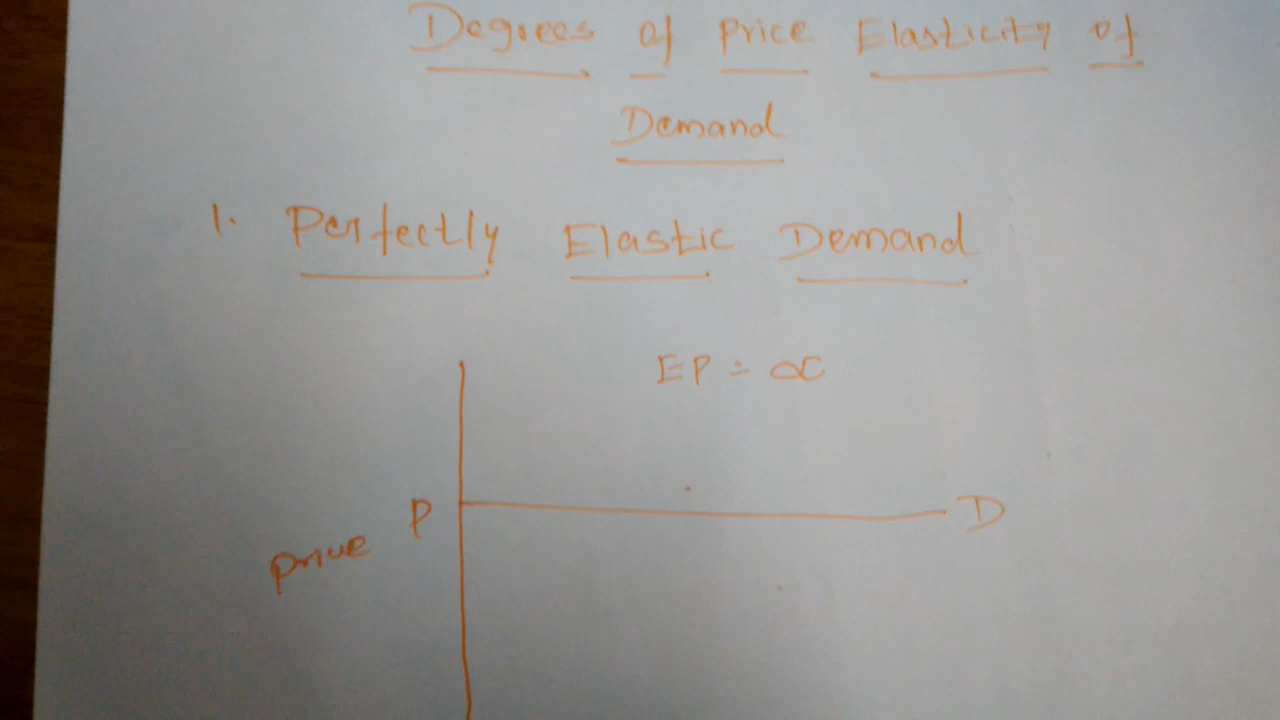 Degrees of Price Elasticity of
Demand
1. Perfectly Elastic Demand
EP = ∝
P D
Price